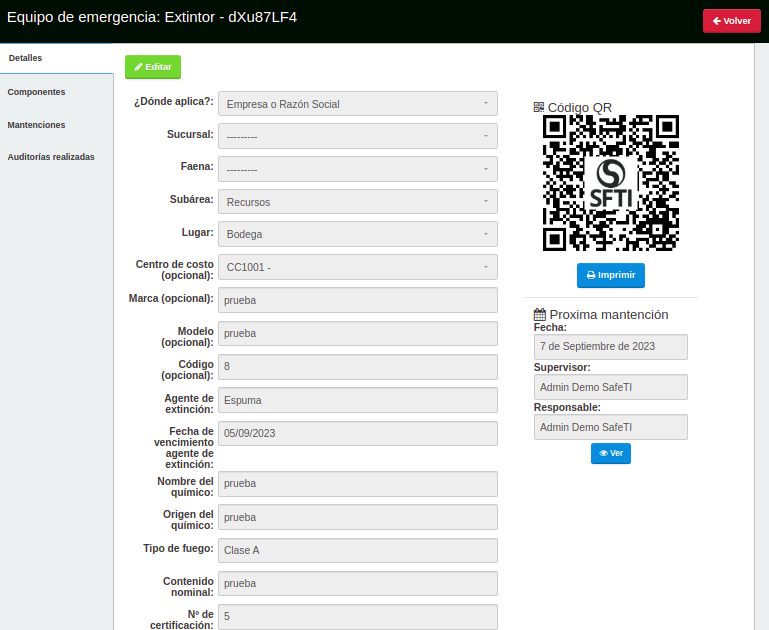 Equipo de emergencia: Extintor - dXu87LF4
Volver
Detalles
Componentes
Mantenciones
Auditorías realizadas
Editar
¿Dónde aplica?:
Empresa o Razón Social
Sucursal:
---------
Faena:
---------
Subárea:
Recursos
Lugar:
Bodega
Centro de costo
(opcional):
CC1001 -
Marca (opcional):
prueba
Modelo
(opcional):
prueba
Código
(opcional):
8
Agente de
extinción:
Espuma
Fecha de
vencimiento
agente de
extinción:
05/09/2023
Nombre del
químico:
prueba
Origen del
químico:
prueba
Tipo de fuego:
Clase A
Contenido
nominal:
prueba
Nº de
certificación:
5
Código QR
SFTI
Imprimir
Proxima mantención
Fecha:
7 de Septiembre de 2023
Supervisor:
Admin Demo SafeTI
Responsable:
Admin Demo SafeTI
Ver